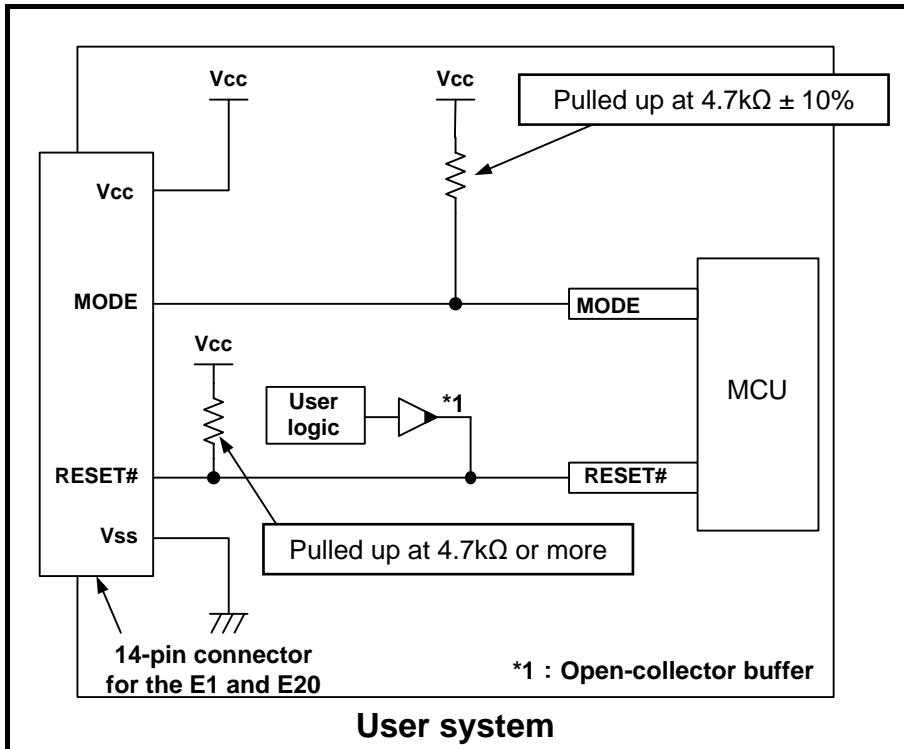 Vcc
Vcc
Pulled up at 4.7kΩ ± 10%
Vcc
MODE
MODE
MCU
Vcc
User
logic
*1
RESET#
RESET#
Vss
Pulled up at 4.7kΩ or more
14-pin connector
for the E1 and E20
*1 : Open-collector buffer
User system